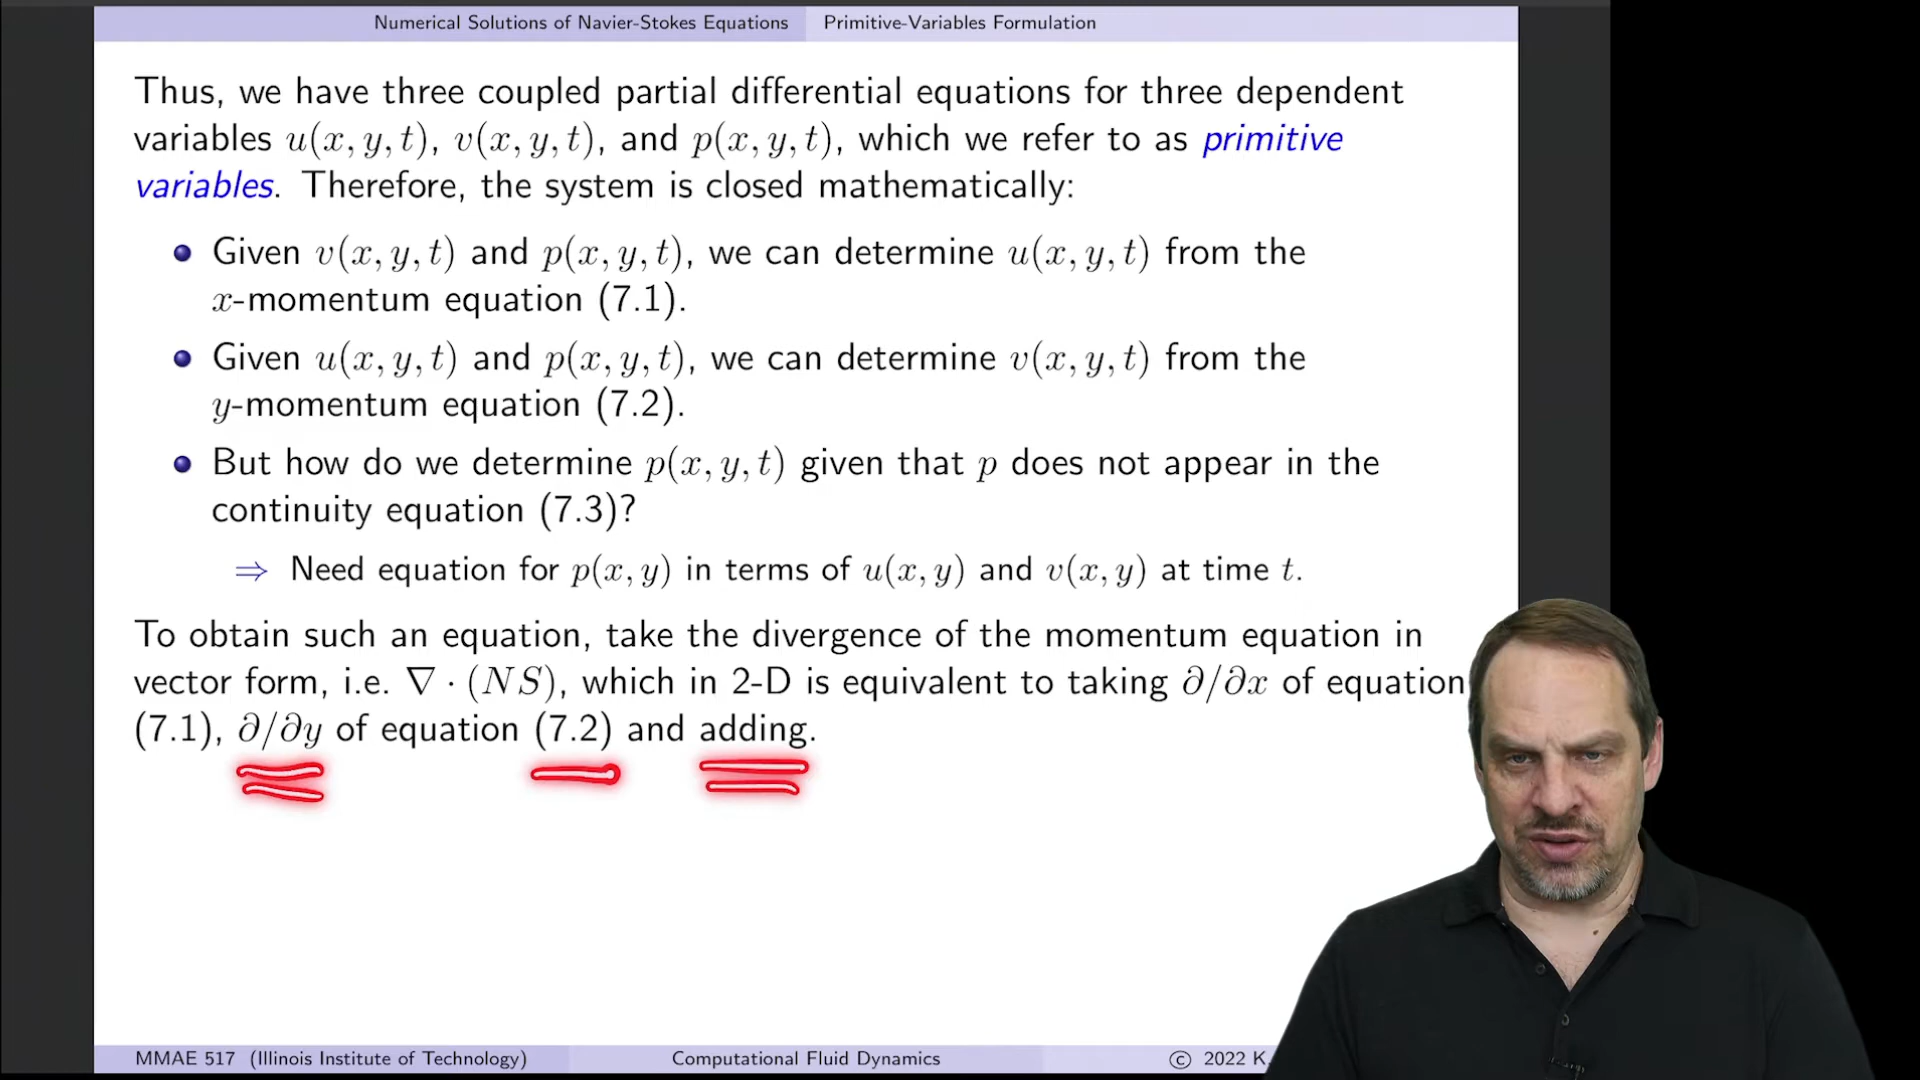 Numerical Solutions of Navier-Stokes Equations Primitive-Variables Formulation
Thus, we have three coupled partial differential equations for three dependent
variables u(x, y, t), v(x, y, t), and p(x, y, t), which we refer to as primitive
variables. Therefore, the system is closed mathematically:
Given v(x, y, t) and p(x, y, t), we can determine u(x, y, t) from the
x-momentum equation (7.1).
Given u(x, y, t) and p(x, y, t), we can determine v(x, y, t) from the
y-momentum equation (7.2).
But how do we determine p(x, y, t) given that p does not appear in the
continuity equation (7.3)?
⇒ Need equation for p(x, y) in terms of u(x, y) and v(x, y) at time t.
To obtain such an equation, take the divergence of the momentum equation in
vector form, i.e. ∇ · (NS), which in 2-D is equivalent to taking ∂/∂x of equation
(7.1), ∂/∂y of equation (7.2) and adding.
MMAE 517 (Illinois Institute of Technology) Computational Fluid Dynamics © 2022 K.